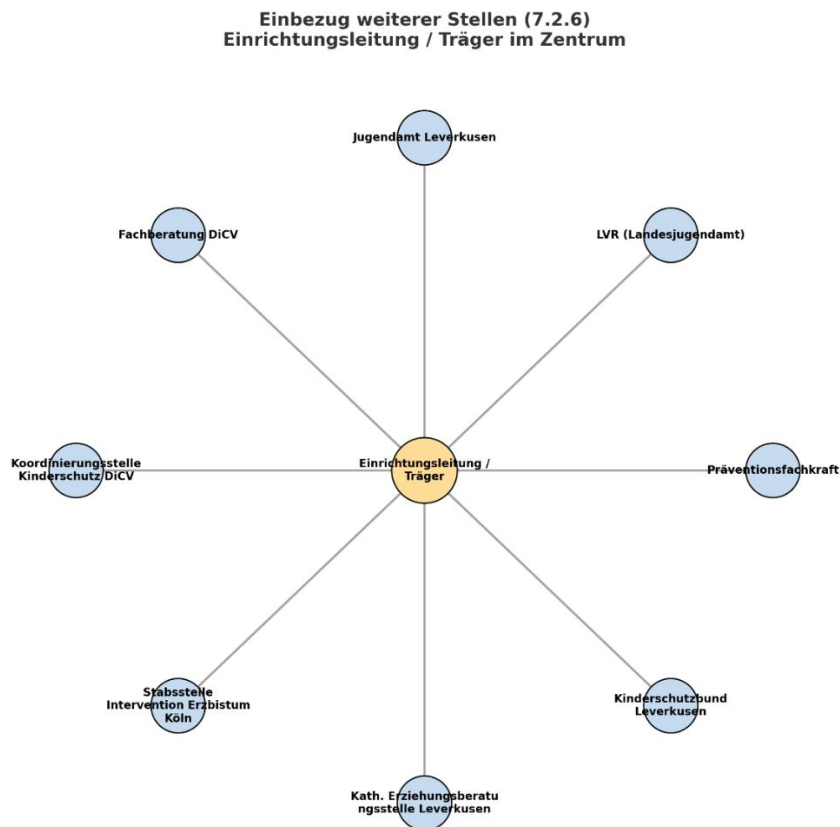 Einbezug weiterer Stellen (7.2.6)
Einrichtungsleitung / Träger im Zentrum
Jugendamt Leverkusen
Fachberatung DiCV
LVR (Landesjugendamt)
Koordinierungsstelle
Kinderschutz DiCV
Einrichtungsleitung /
Träger
Präventionsfachkraft
Stabsstelle
Intervention Erzbistum
Köln
Kinderschutzbund
Leverkusen
Kath. Erziehungsberatu
ngsstelle Leverkusen